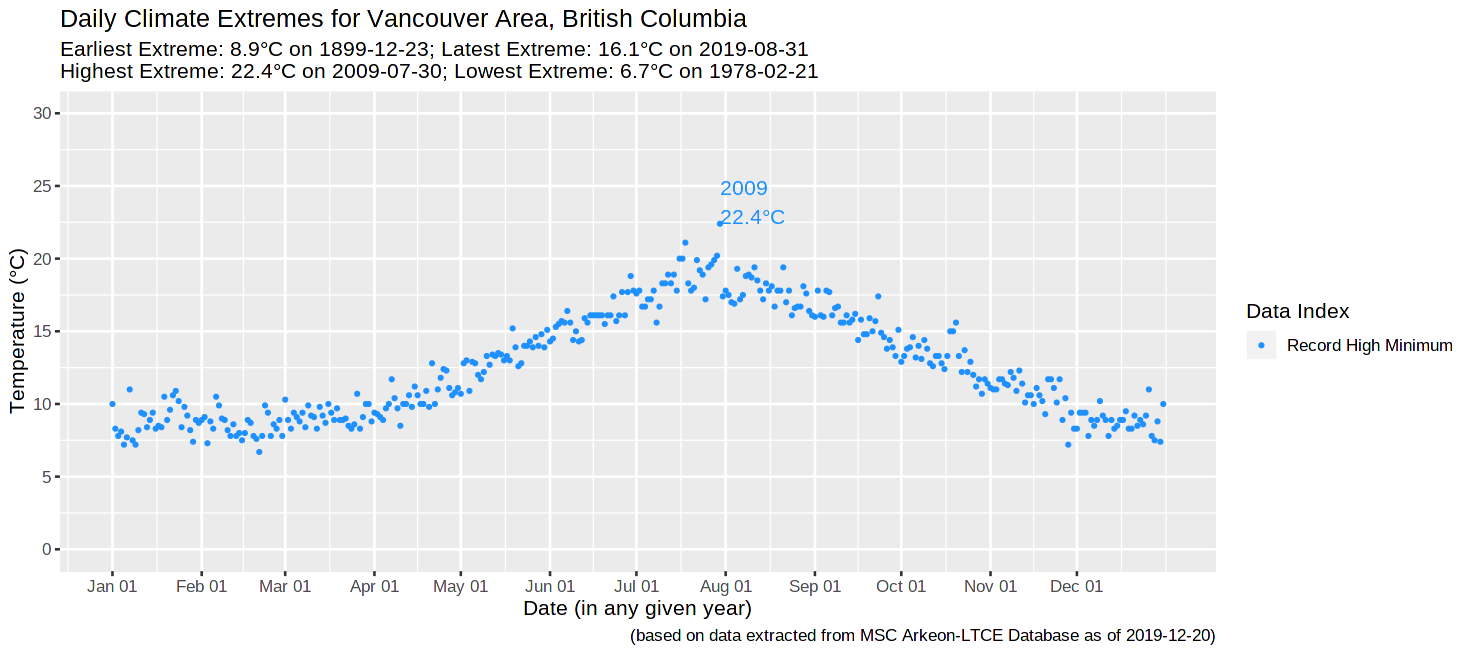 Daily Climate Extremes for Vancouver Area, British Columbia
Earliest Extreme: 8.9°C on 1899-12-23; Latest Extreme: 16.1°C on 2019-08-31
Highest Extreme: 22.4°C on 2009-07-30; Lowest Extreme: 6.7°C on 1978-02-21
30
25
20
15
10
5
0
Temperature (°C)
2009
22.4°C
Data Index
Record High Minimum
Jan 01 Feb 01 Mar 01 Apr 01 May 01 Jun 01 Jul 01 Aug 01 Sep 01 Oct 01 Nov 01 Dec 01
Date (in any given year)
(based on data extracted from MSC Arkeon-LTCE Database as of 2019-12-20)